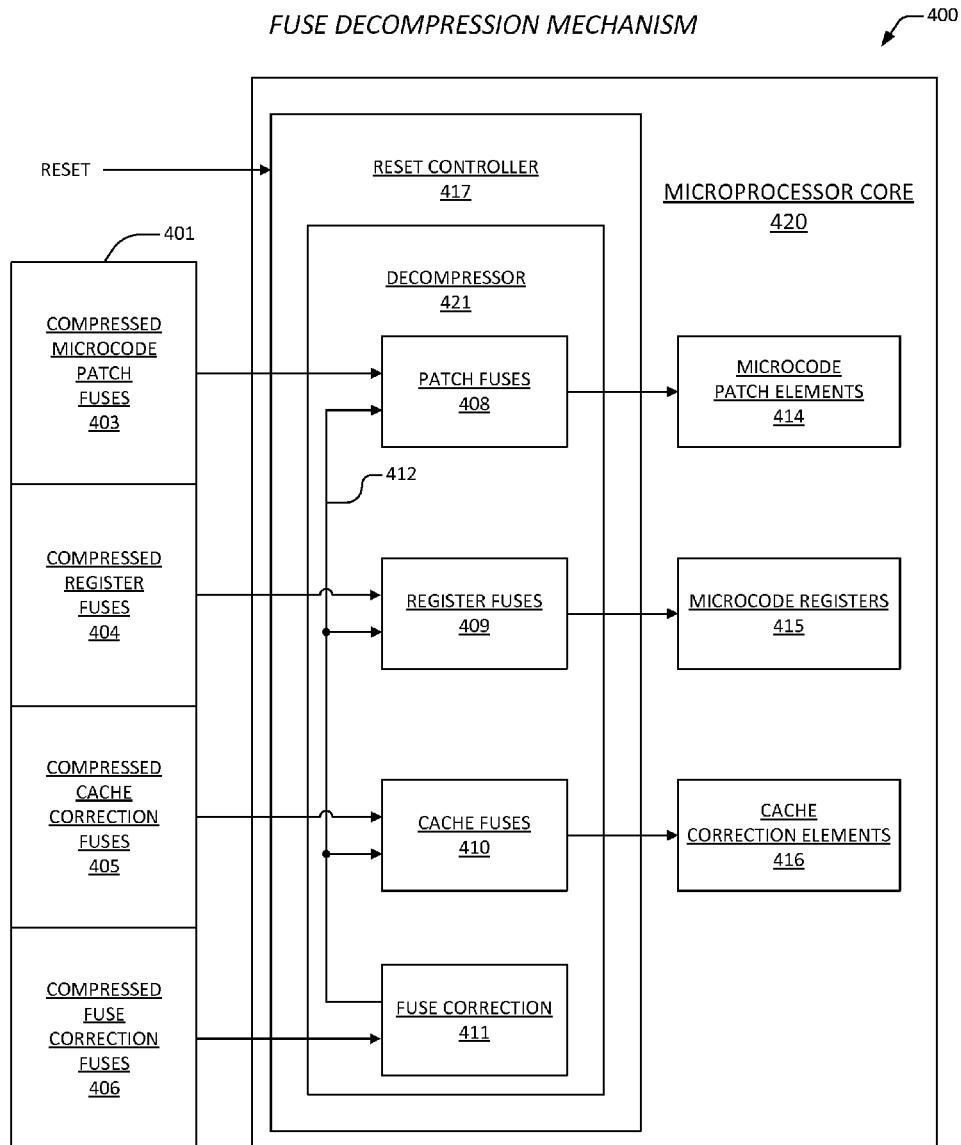 FUSE DECOMPRESSION MECHANISM
400
RESET
RESET CONTROLLER
417
MICROPROCESSOR CORE
420
401
DECOMPRESSOR
421
COMPRESSED
MICROCODE
PATCH
FUSES
403
PATCH FUSES
408
MICROCODE
PATCH ELEMENTS
414
412
COMPRESSED
REGISTER
FUSES
404
REGISTER FUSES
409
MICROCODE REGISTERS
415
COMPRESSED
CACHE
CORRECTION
FUSES
405
CACHE FUSES
410
CACHE
CORRECTION ELEMENTS
416
COMPRESSED
FUSE
CORRECTION
FUSES
406
FUSE CORRECTION
411